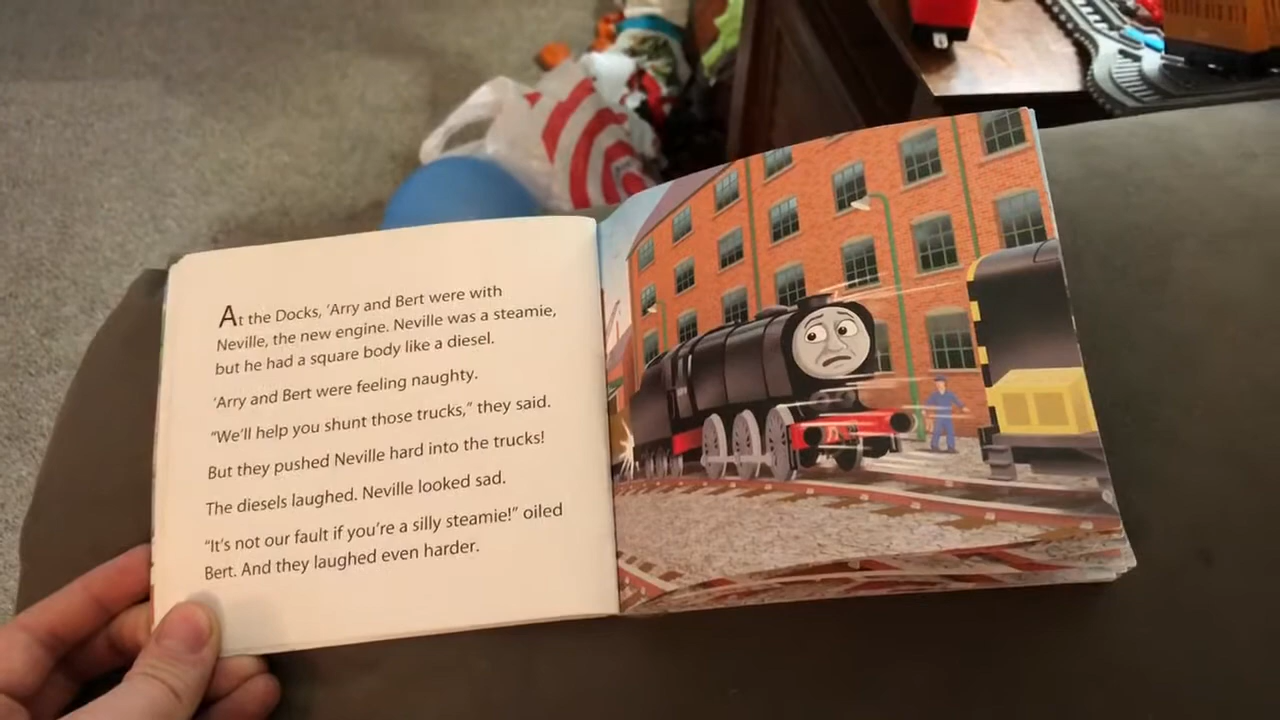 At the Docks, ‘Arry and Bert were with
Neville, the new engine. Neville was a steamie,
but he had a square body like a diesel.
‘Arry and Bert were feeling naughty.
“We’ll help you shunt those trucks,” they said.
But they pushed Neville hard into the trucks!
The diesels laughed. Neville looked sad.
“It’s not our fault if you’re a silly steamie!” oiled
Bert. And they laughed even harder.